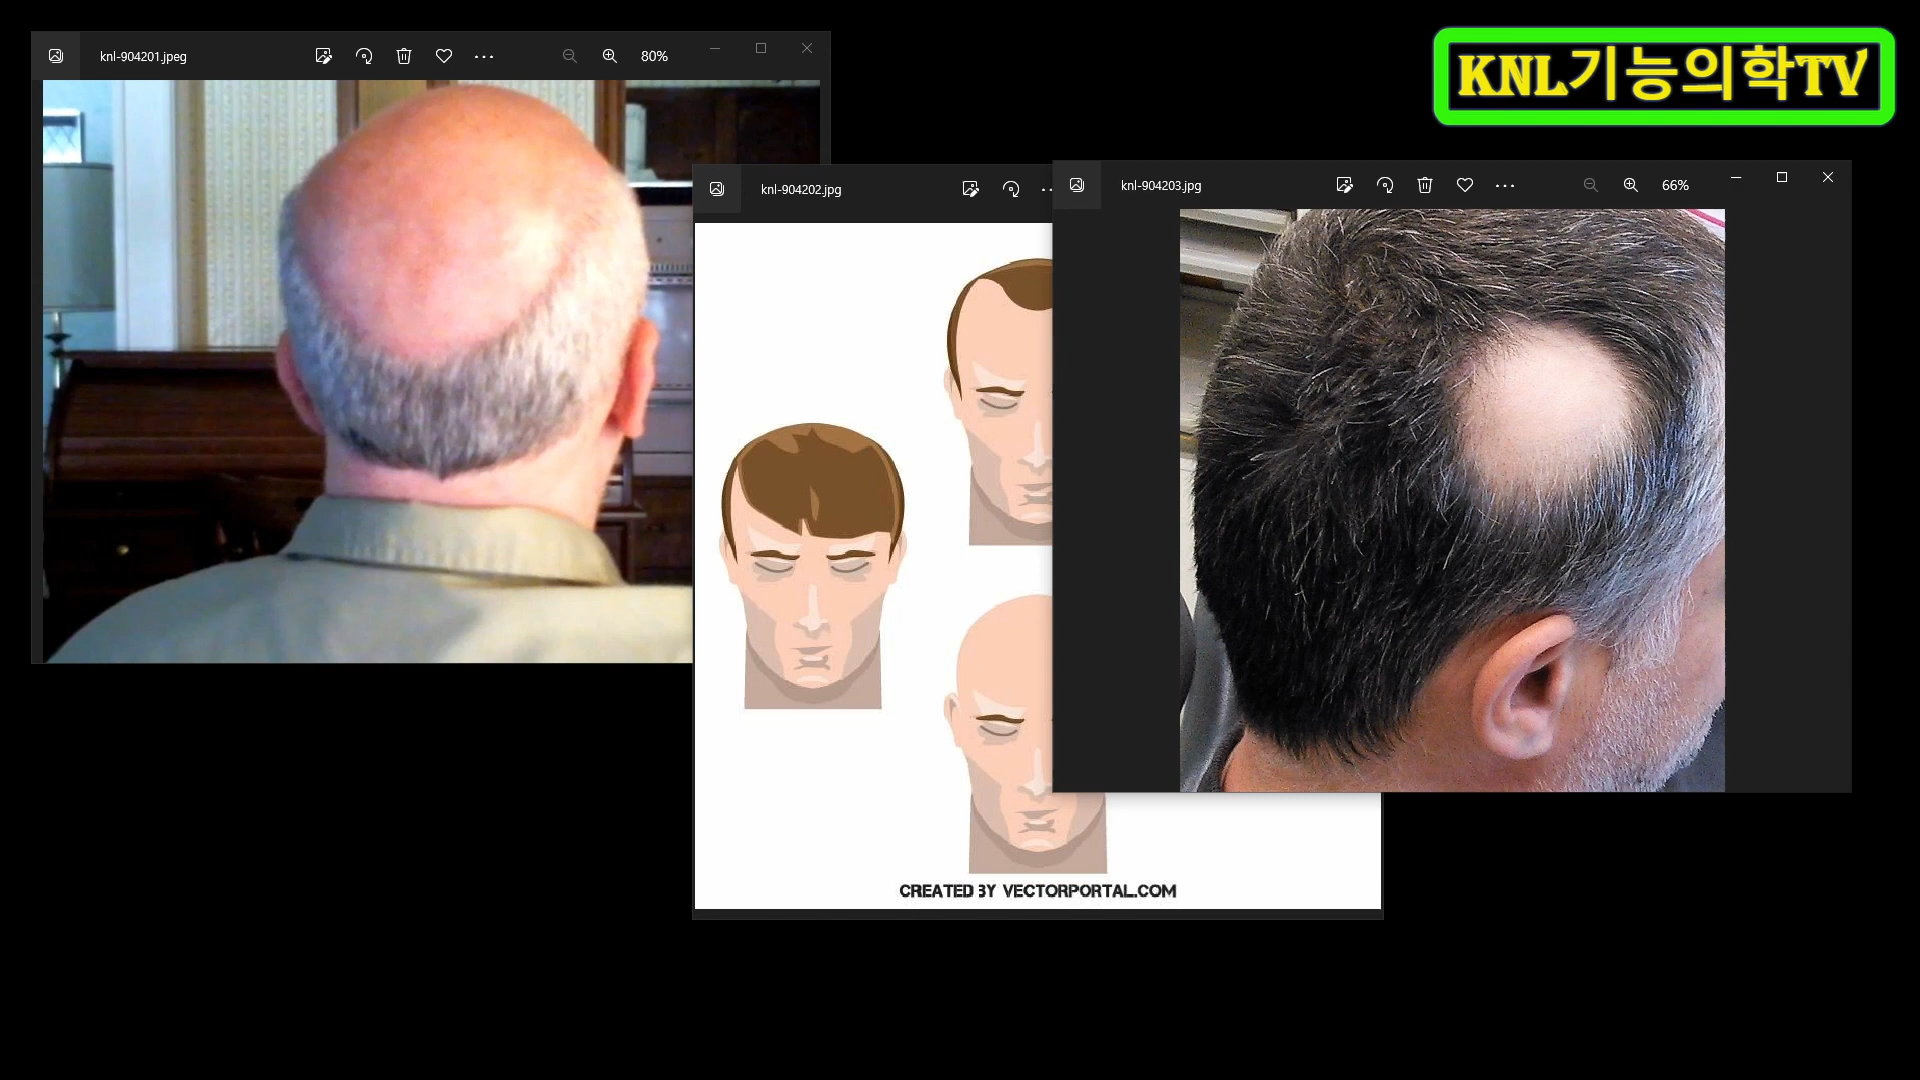 knl-904201.jpeg
80%
KNL기능의학TV
knl-904202.jpg
knl-904203.jpg
66%
CREATED BY VECTORPORTAL.COM